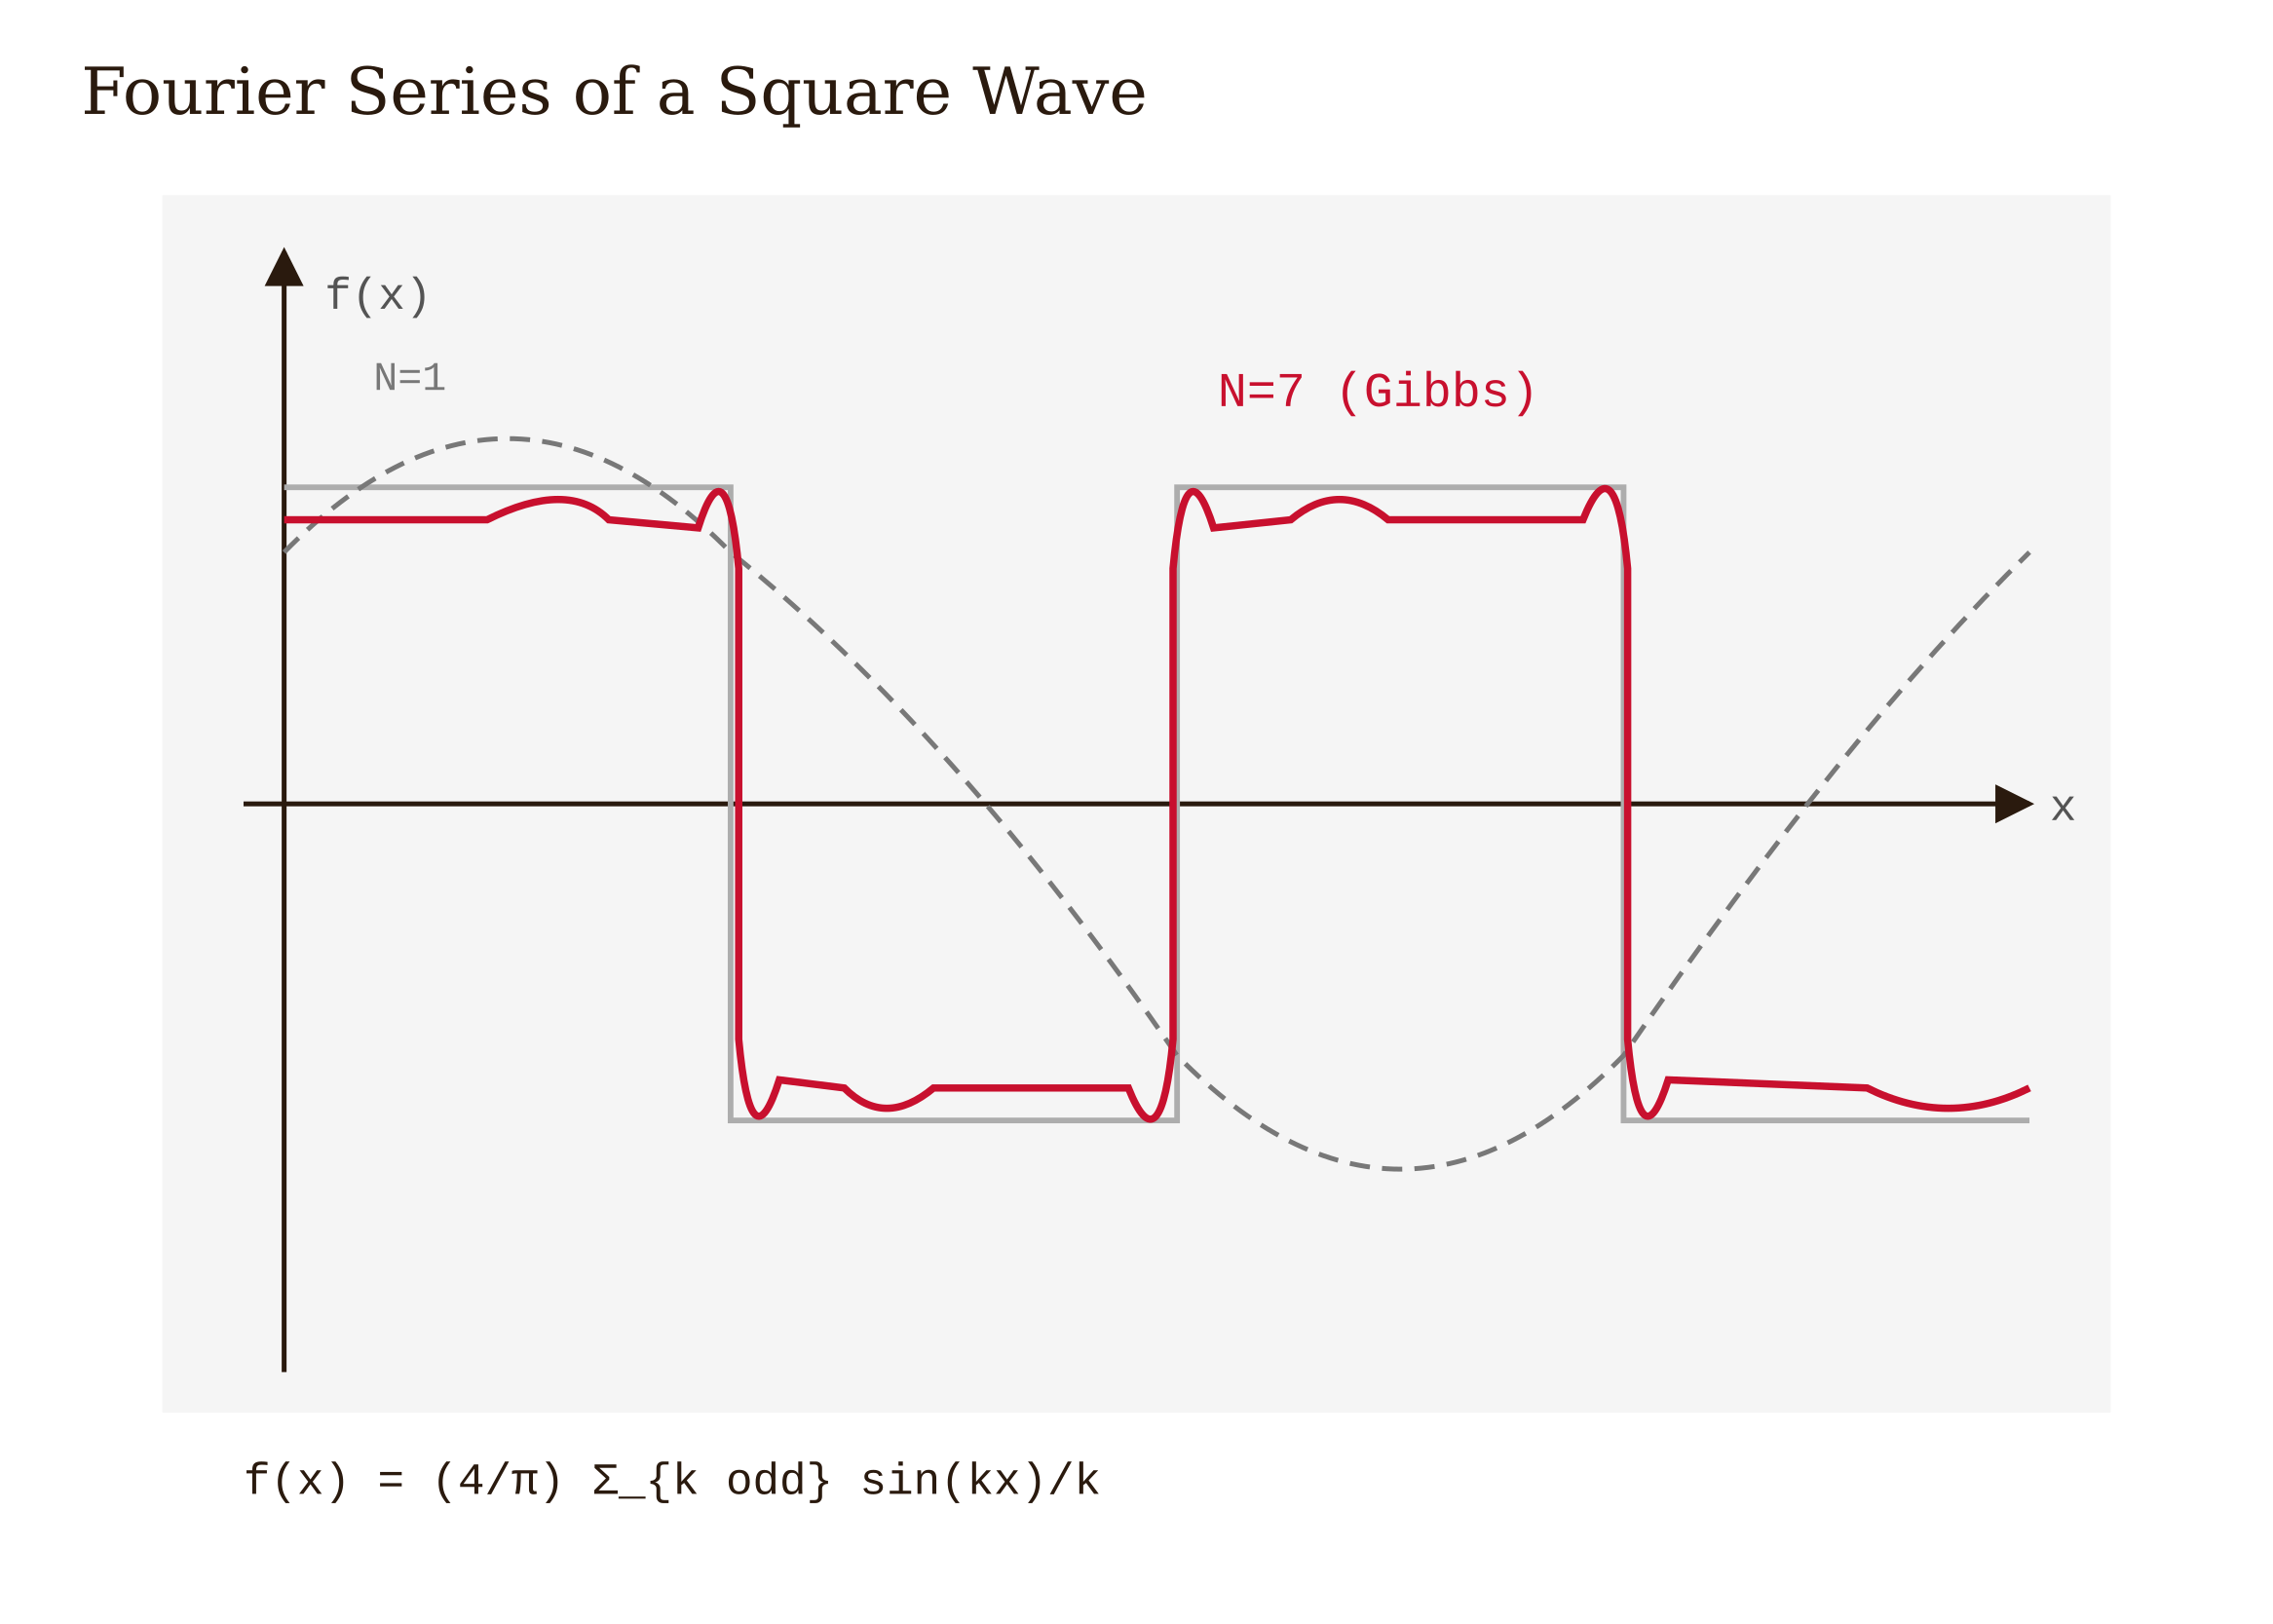 Fourier Series of a Square Wave
f(x)
N=1
N=7 (Gibbs)
x
f(x) = (4/π) Σ_{k odd} sin(kx)/k